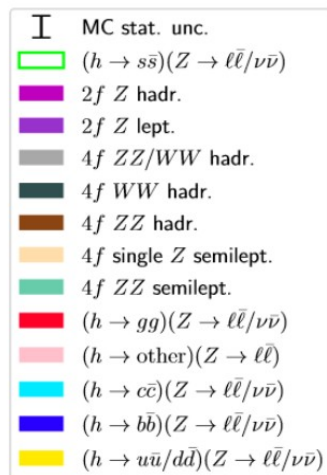 MC stat. unc.
(h → ss̄)(Z → ℓℓ̄/νν̄)
2f Z hadr.
2f Z lept.
4f ZZ/WW hadr.
4f WW hadr.
4f ZZ hadr.
4f single Z semilept.
4f ZZ semilept.
(h → gg)(Z → ℓℓ̄/νν̄)
(h → other)(Z → ℓℓ̄)
(h → cc̄)(Z → ℓℓ̄/νν̄)
(h → bb̄)(Z → ℓℓ̄/νν̄)
(h → uū/dd̄)(Z → ℓℓ̄/νν̄)